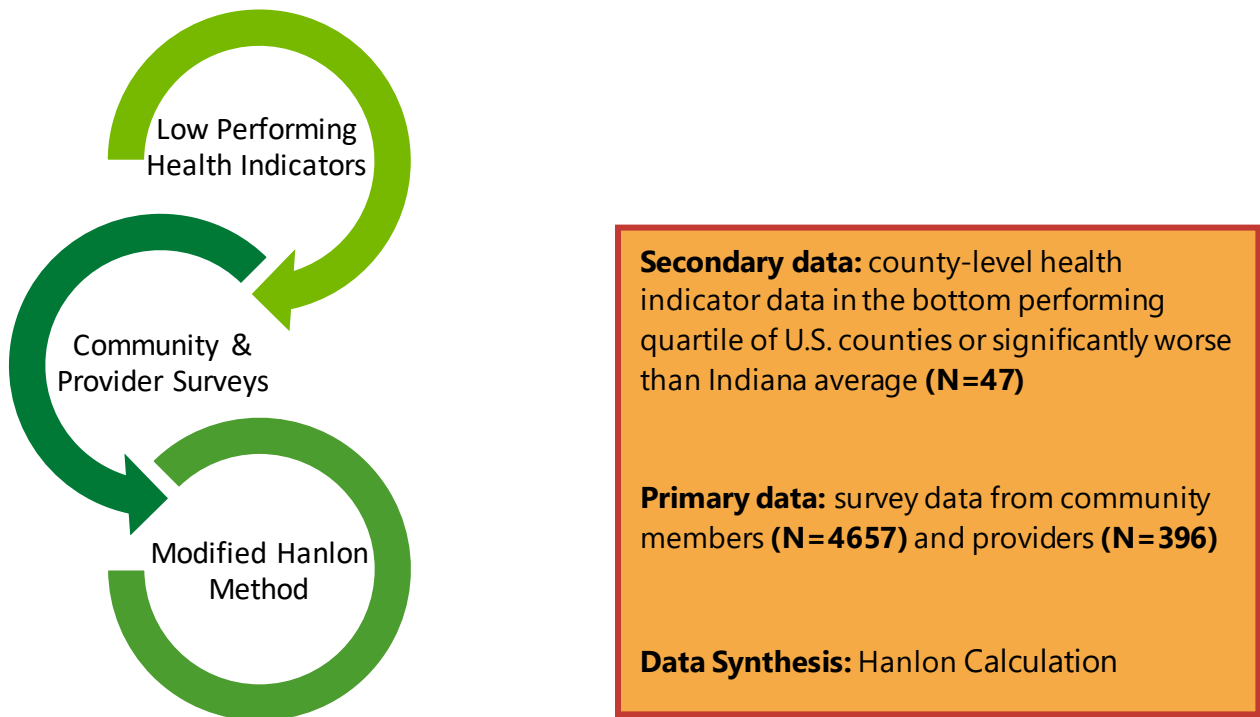 Low Performing
Health Indicators
Community &
Provider Surveys
Modified Hanlon
Method
Secondary data: county-level health
indicator data in the bottom performing
quartile of U.S. counties or significantly worse
than Indiana average (N=47)
Primary data: survey data from community
members (N=4657) and providers (N=396)
Data Synthesis: Hanlon Calculation